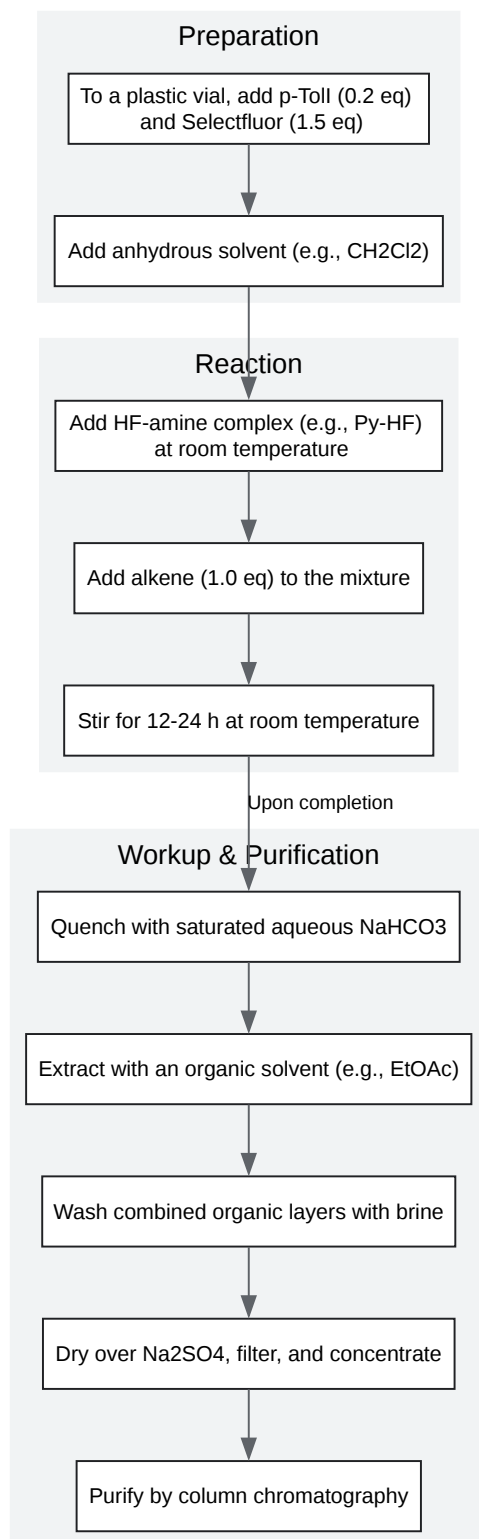 Preparation
To a plastic vial, add p-TolI (0.2 eq)
and Selectfluor (1.5 eq)
Add anhydrous solvent (e.g., CH2Cl2)
Reaction
Add HF-amine complex (e.g., Py-HF)
at room temperature
Add alkene (1.0 eq) to the mixture
Stir for 12-24 h at room temperature
Upon completion
Workup & Purification
Quench with saturated aqueous NaHCO3
Extract with an organic solvent (e.g., EtOAc)
Wash combined organic layers with brine
Dry over Na2SO4, filter, and concentrate
Purify by column chromatography